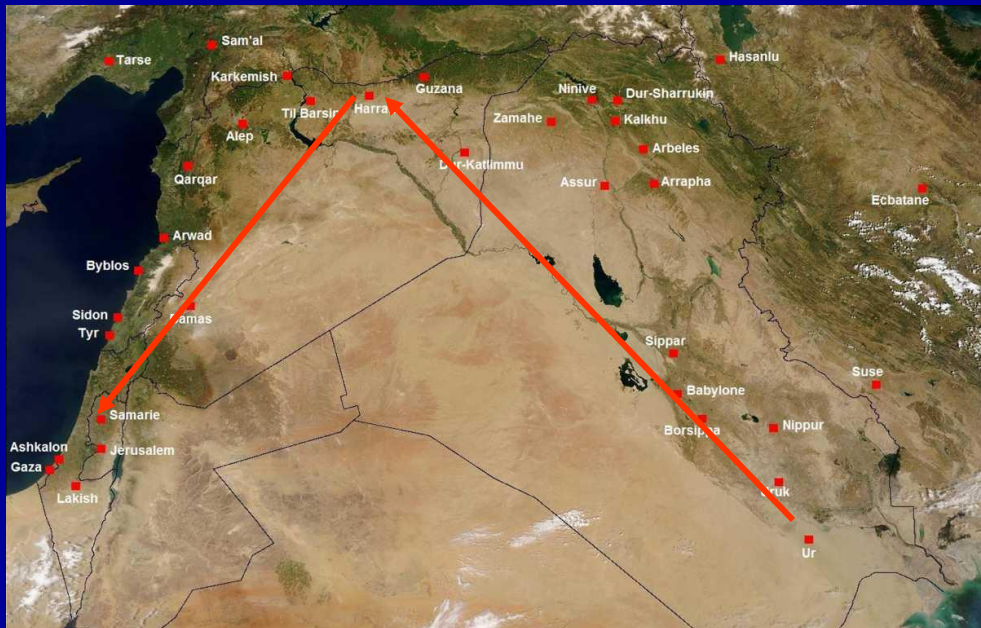 Sam'al
Tarse
Hasanlu
Karkemish
Guzana
Ninive
Dur-Sharrukin
Til Barsip
Harran
Zamahe
Kalkhu
Alep
Arbeles
Dur-Katlimmu
Qarqar
Assur
Arrapha
Ecbatane
Arwad
Byblos
Sidon
Damas
Tyr
Sippar
Suse
Babylone
Samarie
Borsippa
Nippur
Ashkalon
Jerusalem
Gaza
Lakish
Uruk
Ur